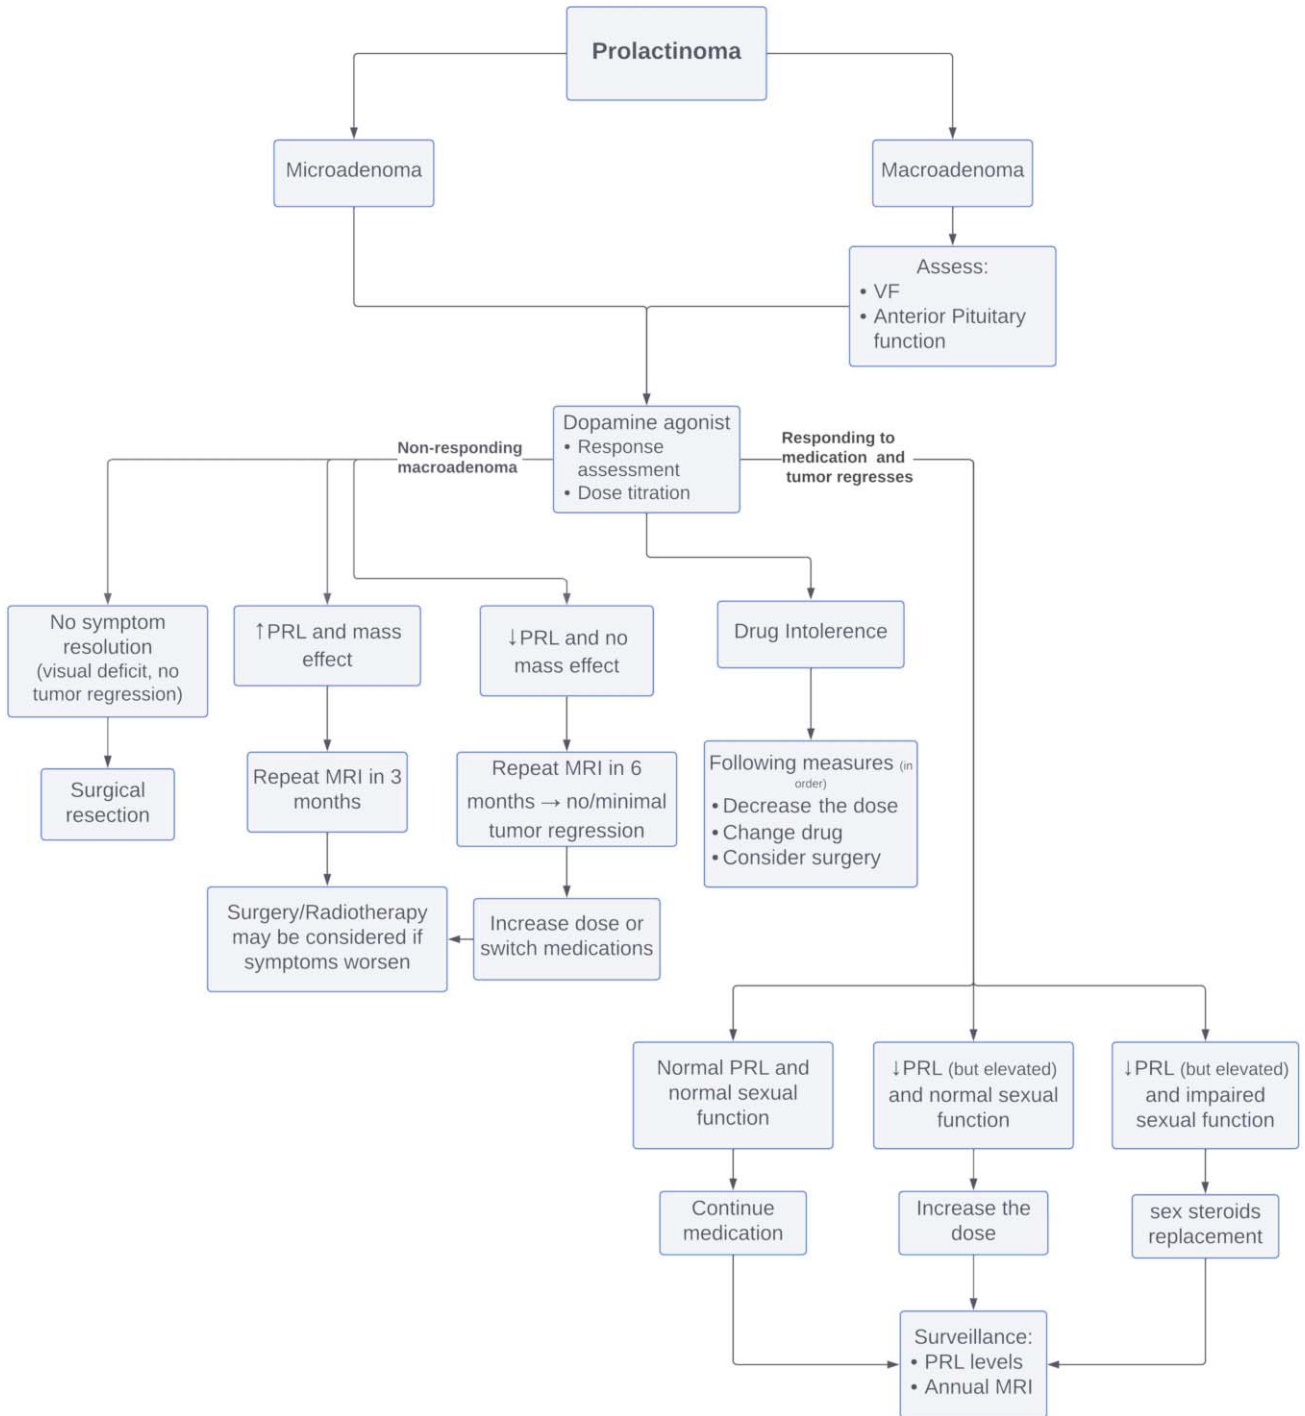 Prolactinoma
Microadenoma
Macroadenoma
Assess:
• VF
• Anterior Pituitary
function
Dopamine agonist
• Response
assessment
• Dose titration
Non-responding
macroadenoma
Responding to
medication and
tumor regresses
No symptom
resolution
(visual deficit, no
tumor regression)
↑PRL and mass
effect
↓PRL and no
mass effect
Drug Intolerence
Surgical
resection
Repeat MRI in 3
months
Repeat MRI in 6
months → no/minimal
tumor regression
Following measures (in
order)
• Decrease the dose
• Change drug
• Consider surgery
Surgery/Radiotherapy
may be considered if
symptoms worsen
Increase dose or
switch medications
Normal PRL and
normal sexual
function
↓PRL (but elevated)
and normal sexual
function
↓PRL (but elevated)
and impaired
sexual function
Continue
medication
Increase the
dose
sex steroids
replacement
Surveillance:
• PRL levels
• Annual MRI